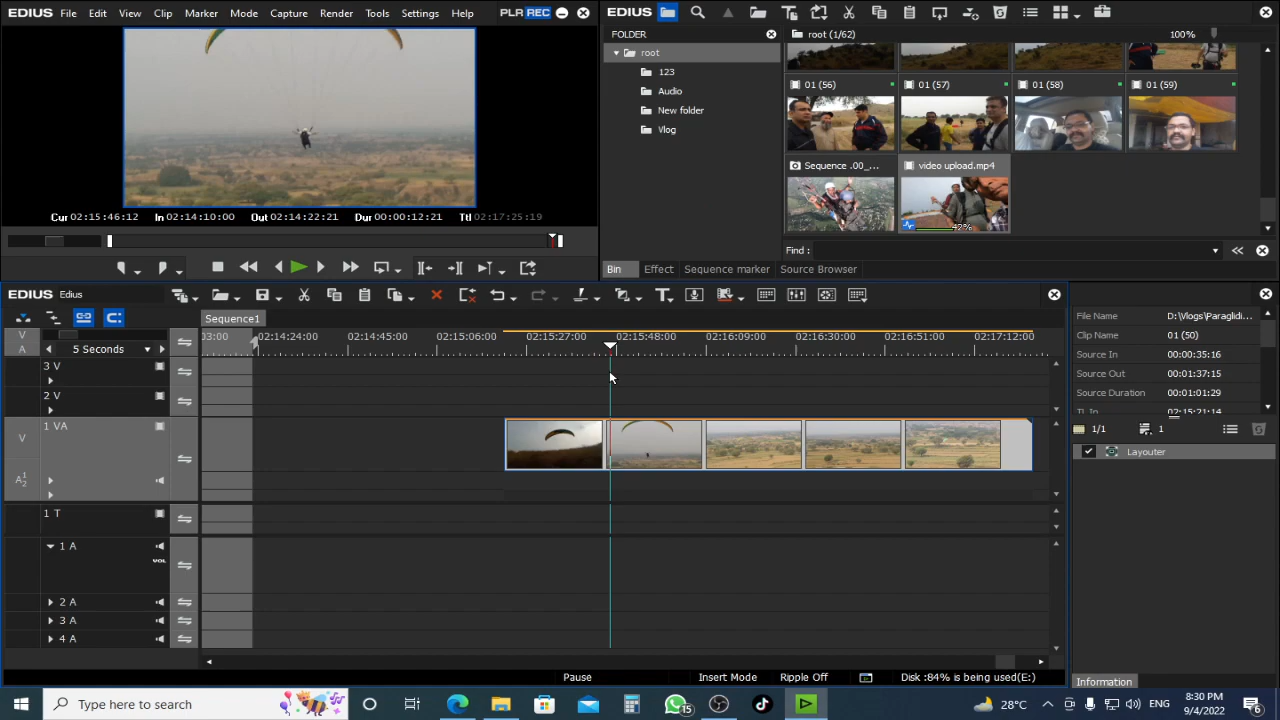 EDIUS File Edit View Clip Marker Mode Capture Render Tools Settings Help PLR REC
EDIUS
FOLDER
root (1/62) 100%
root
123
Audio
New folder
Vlog
01 (56) 01 (57) 01 (58) 01 (59)
Sequence .00_... video upload.mp4
42%
Cur 02:15:46:12 In 02:14:10:00 Out 02:14:22:21 Dur 00:00:12:21 Ttl 02:17:25:19
Find :
Bin Effect Sequence marker Source Browser
EDIUS Edius
Sequence1
V
A
5 Seconds
03:00 02:14:24:00 02:14:45:00 02:15:06:00 02:15:27:00 02:15:48:00 02:16:09:00 02:16:30:00 02:16:51:00 02:17:12:00
3 V
2 V
1 VA
V
A12
1 T
1 A
VOL
2 A
3 A
4 A
File Name D:\Vlogs\Paraglidi...
Clip Name 01 (50)
Source In 00:00:35:16
Source Out 00:01:37:15
Source Duration 00:01:01:29
TL In 02:15:21:14
1/1 1
Layouter
Information
Pause Insert Mode Ripple Off Disk :84% is being used(E:)
Type here to search
15
28°C ENG 8:30 PM
9/4/2022
6